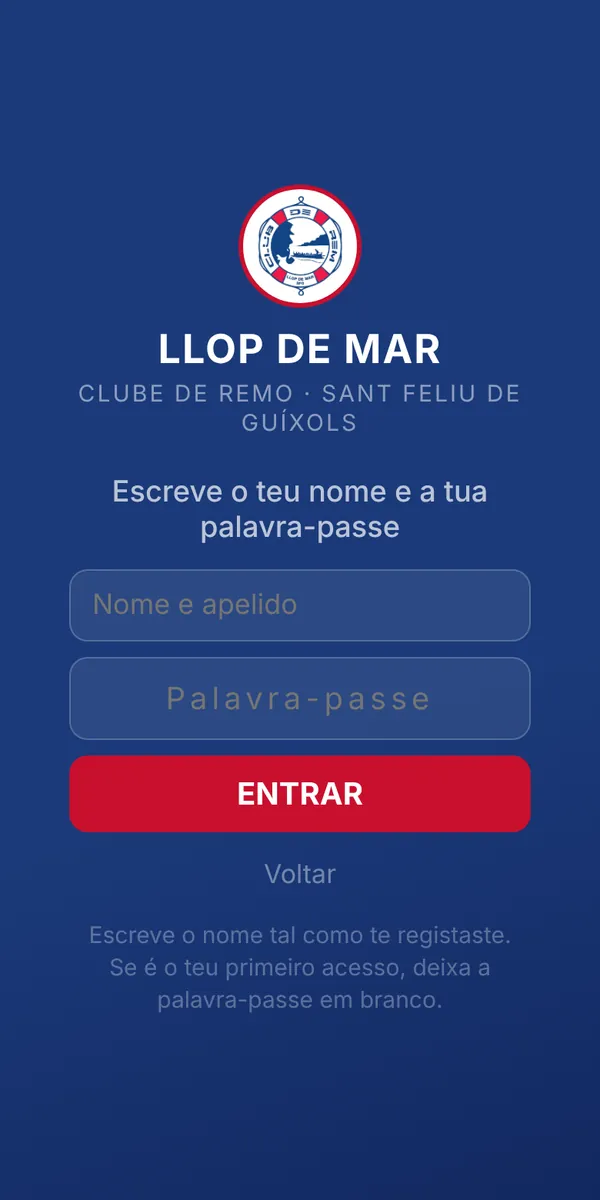 CLUB DE REM
LLOP DE MAR
LLOP DE MAR
CLUBE DE REMO · SANT FELIU DE
GUÍXOLS
Escreve o teu nome e a tua
palavra-passe
Nome e apelido
Palavra-passe
ENTRAR
Voltar
Escreve o nome tal como te registaste.
Se é o teu primeiro acesso, deixa a
palavra-passe em branco.